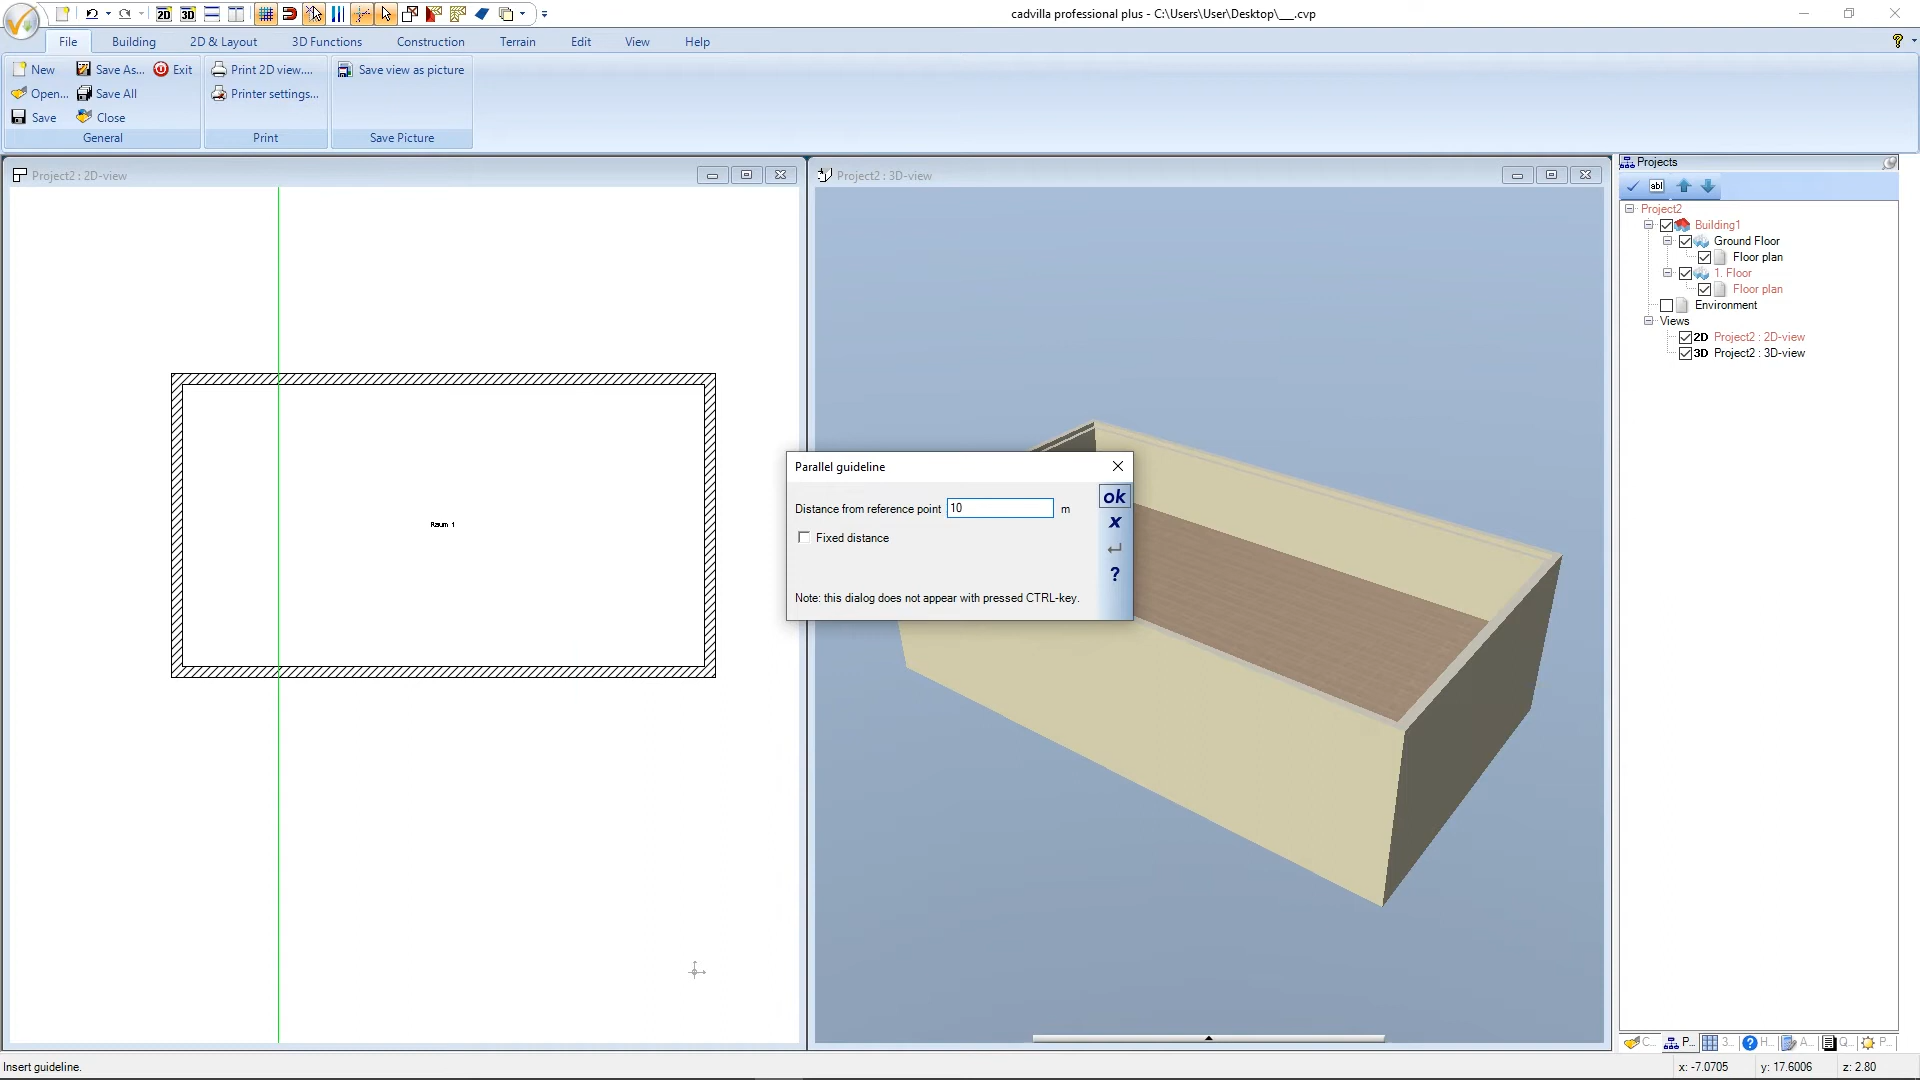 cadvilla professional plus - C:\Users\User\Desktop\___.cvp
2D 3D
File Building 2D & Layout 3D Functions Construction Terrain Edit View Help
New Save As... Exit Print 2D view.... Save view as picture
Open... Save All Printer settings...
Save Close
General Print Save Picture
Project2 : 2D-view
Project2 : 3D-view
Projects
abl
Project2
Building1
Ground Floor
Floor plan
1. Floor
Floor plan
Environment
Views
2D Project2 : 2D-view
3D Project2 : 3D-view
Raum 1
Parallel guideline
Distance from reference point 10 m
Fixed distance
Note: this dialog does not appear with pressed CTRL-key.
ok
x
?
C... P... 3... H... A... Q... P...
Insert guideline.
x: -7.0705 y: 17.6006 z: 2.80